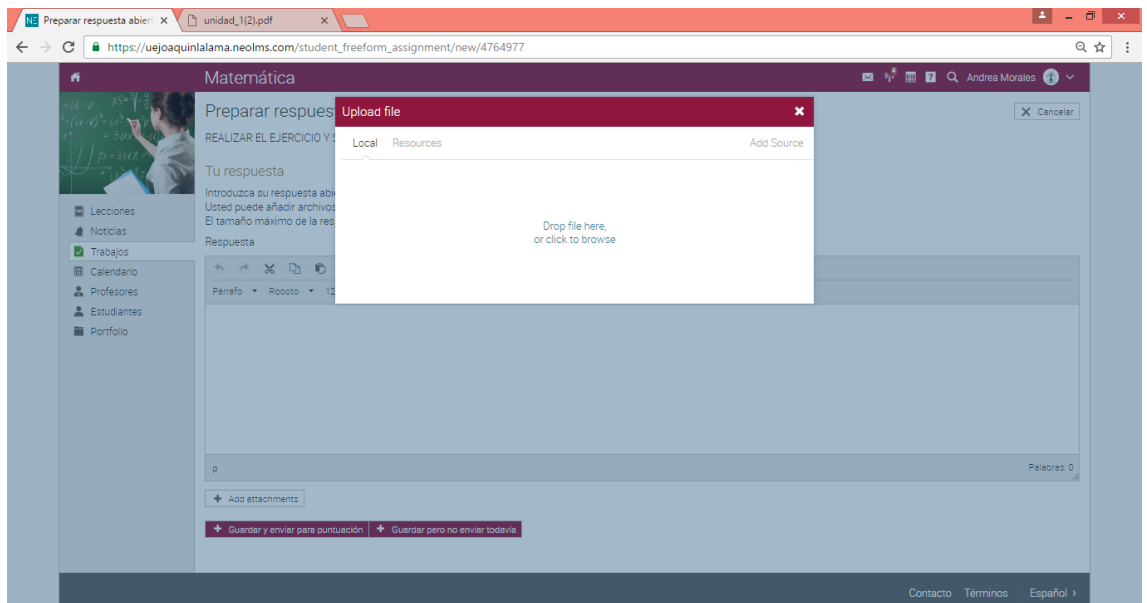 Preparar respuesta abier
unidad_1(2).pdf
https://uejoaquinlalama.neolms.com/student_freeform_assignment/new/4764977
Matemática
Andrea Morales
Preparar respues
Cancelar
REALIZAR EL EJERCICIO Y S
Upload file
Local Resources Add Source
Drop file here,
or click to browse
Tu respuesta
Introduzca su respuesta abi
Usted puede añadir archivos
El tamaño máximo de la res
Respuesta
Lecciones
Noticias
Trabajos
Calendario
Profesores
Estudiantes
Portfolio
Párrafo Roboto 12
p
Palabras: 0
Add attachments
Guardar y enviar para puntuación
Guardar pero no enviar todavía
Contacto Términos Español